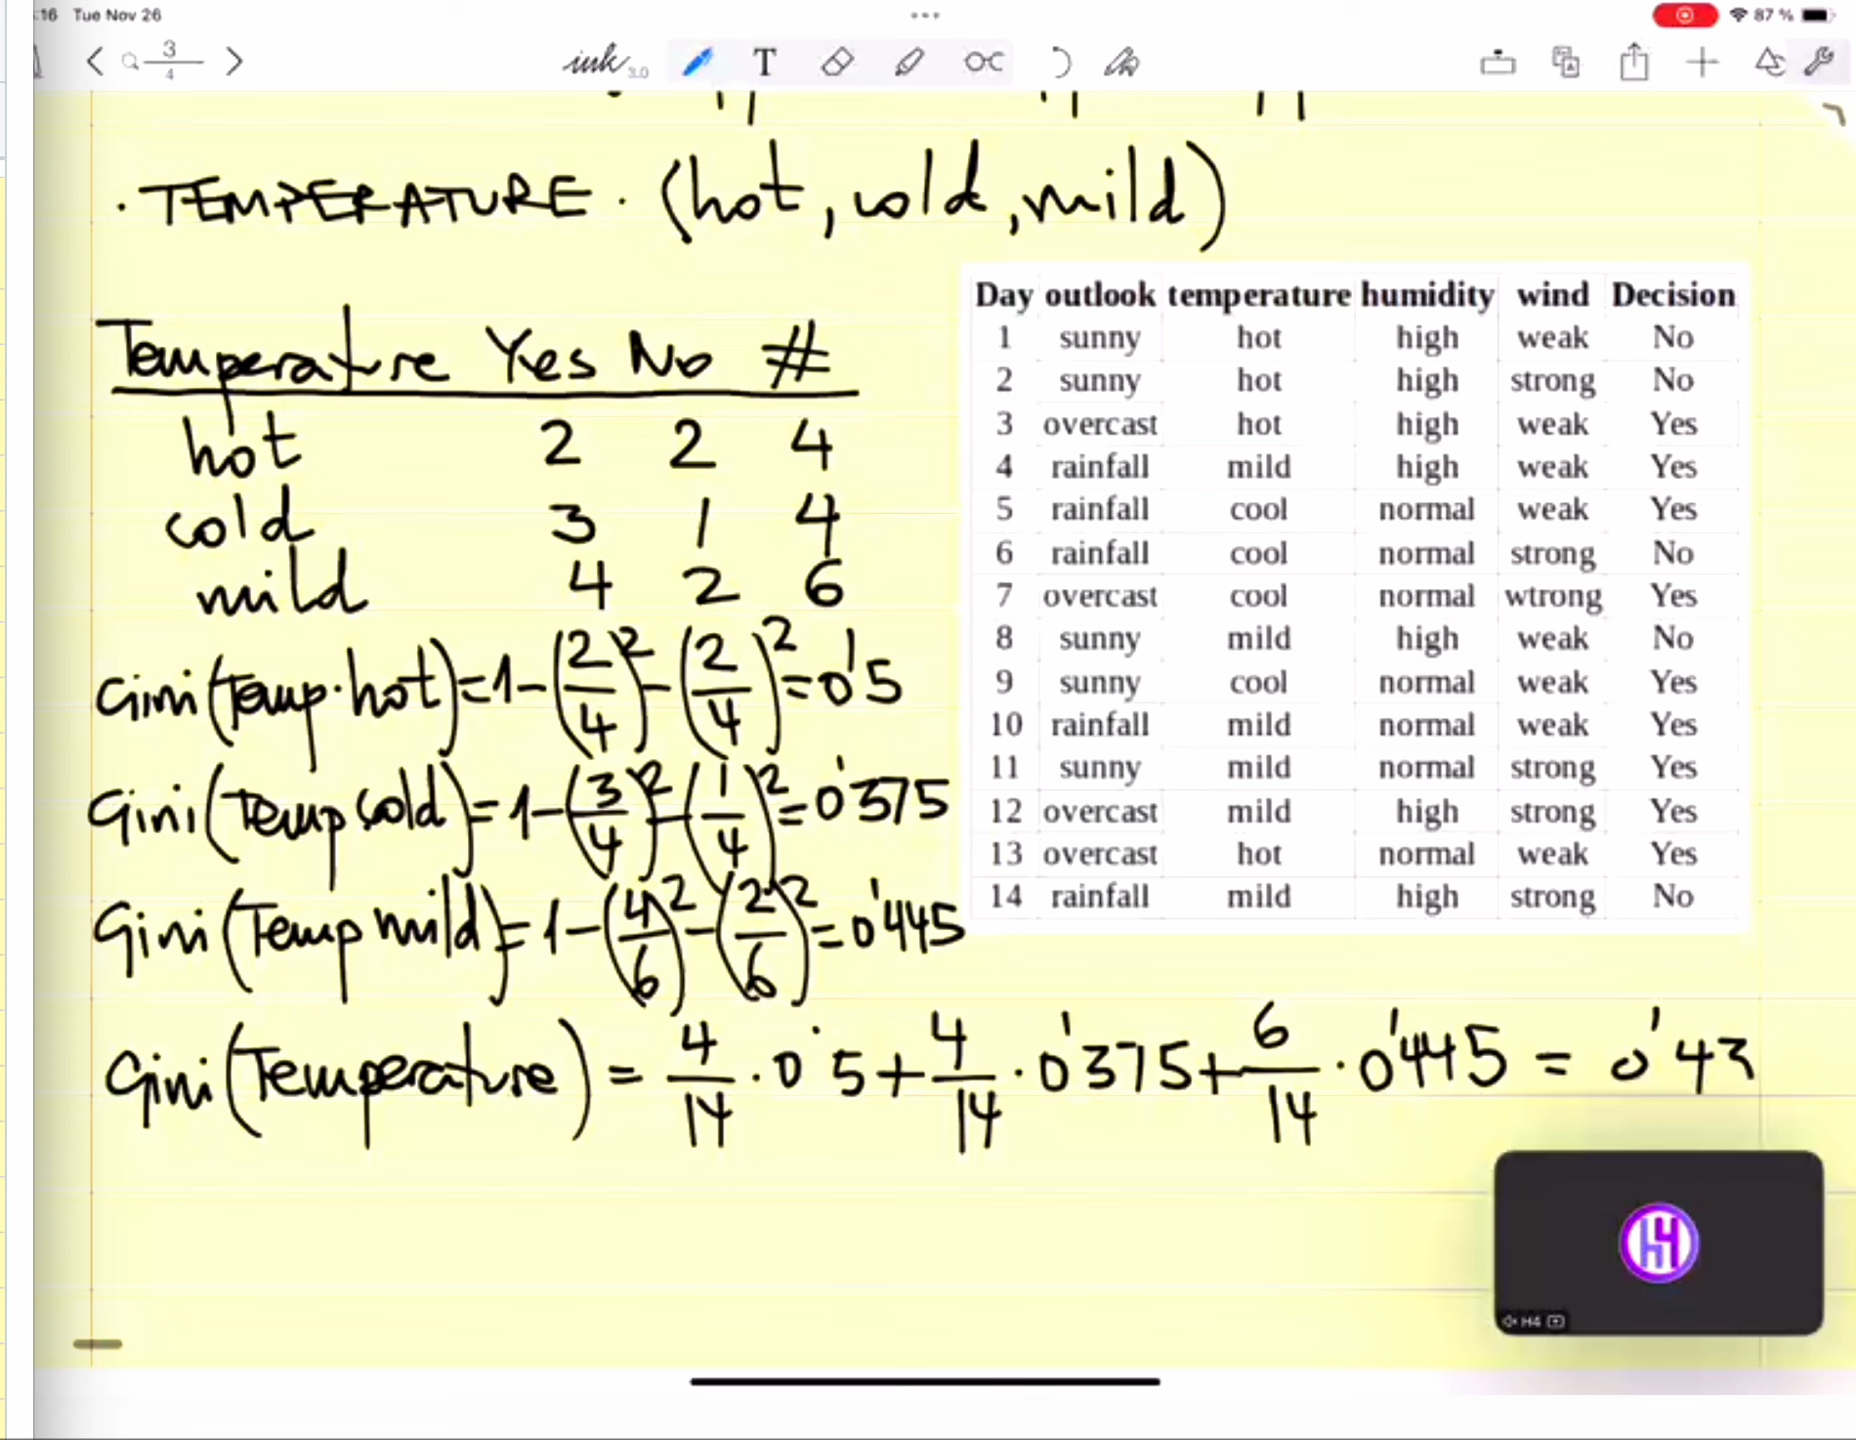 :16 Tue Nov 26
87 %
3
4
ink 3.0
T
. TEMPERATURE. (hot, cold, mild)
Temperature Yes No #
hot 2 2 4
cold 3 1 4
mild 4 2 6
Gini(Temp. hot) = 1 - (2/4)² - (2/4)² = 0'5
Gini(Temp cold) = 1 - (3/4)² - (1/4)² = 0'375
Gini(Temp mild) = 1 - (4/6)² - (2/6)² = 0'445
Gini(Temperature) = 4/14 · 0'5 + 4/14 · 0'375 + 6/14 · 0'445 = 0'43
Day outlook temperature humidity wind Decision
1 sunny hot high weak No
2 sunny hot high strong No
3 overcast hot high weak Yes
4 rainfall mild high weak Yes
5 rainfall cool normal weak Yes
6 rainfall cool normal strong No
7 overcast cool normal wtrong Yes
8 sunny mild high weak No
9 sunny cool normal weak Yes
10 rainfall mild normal weak Yes
11 sunny mild normal strong Yes
12 overcast mild high strong Yes
13 overcast hot normal weak Yes
14 rainfall mild high strong No
H4